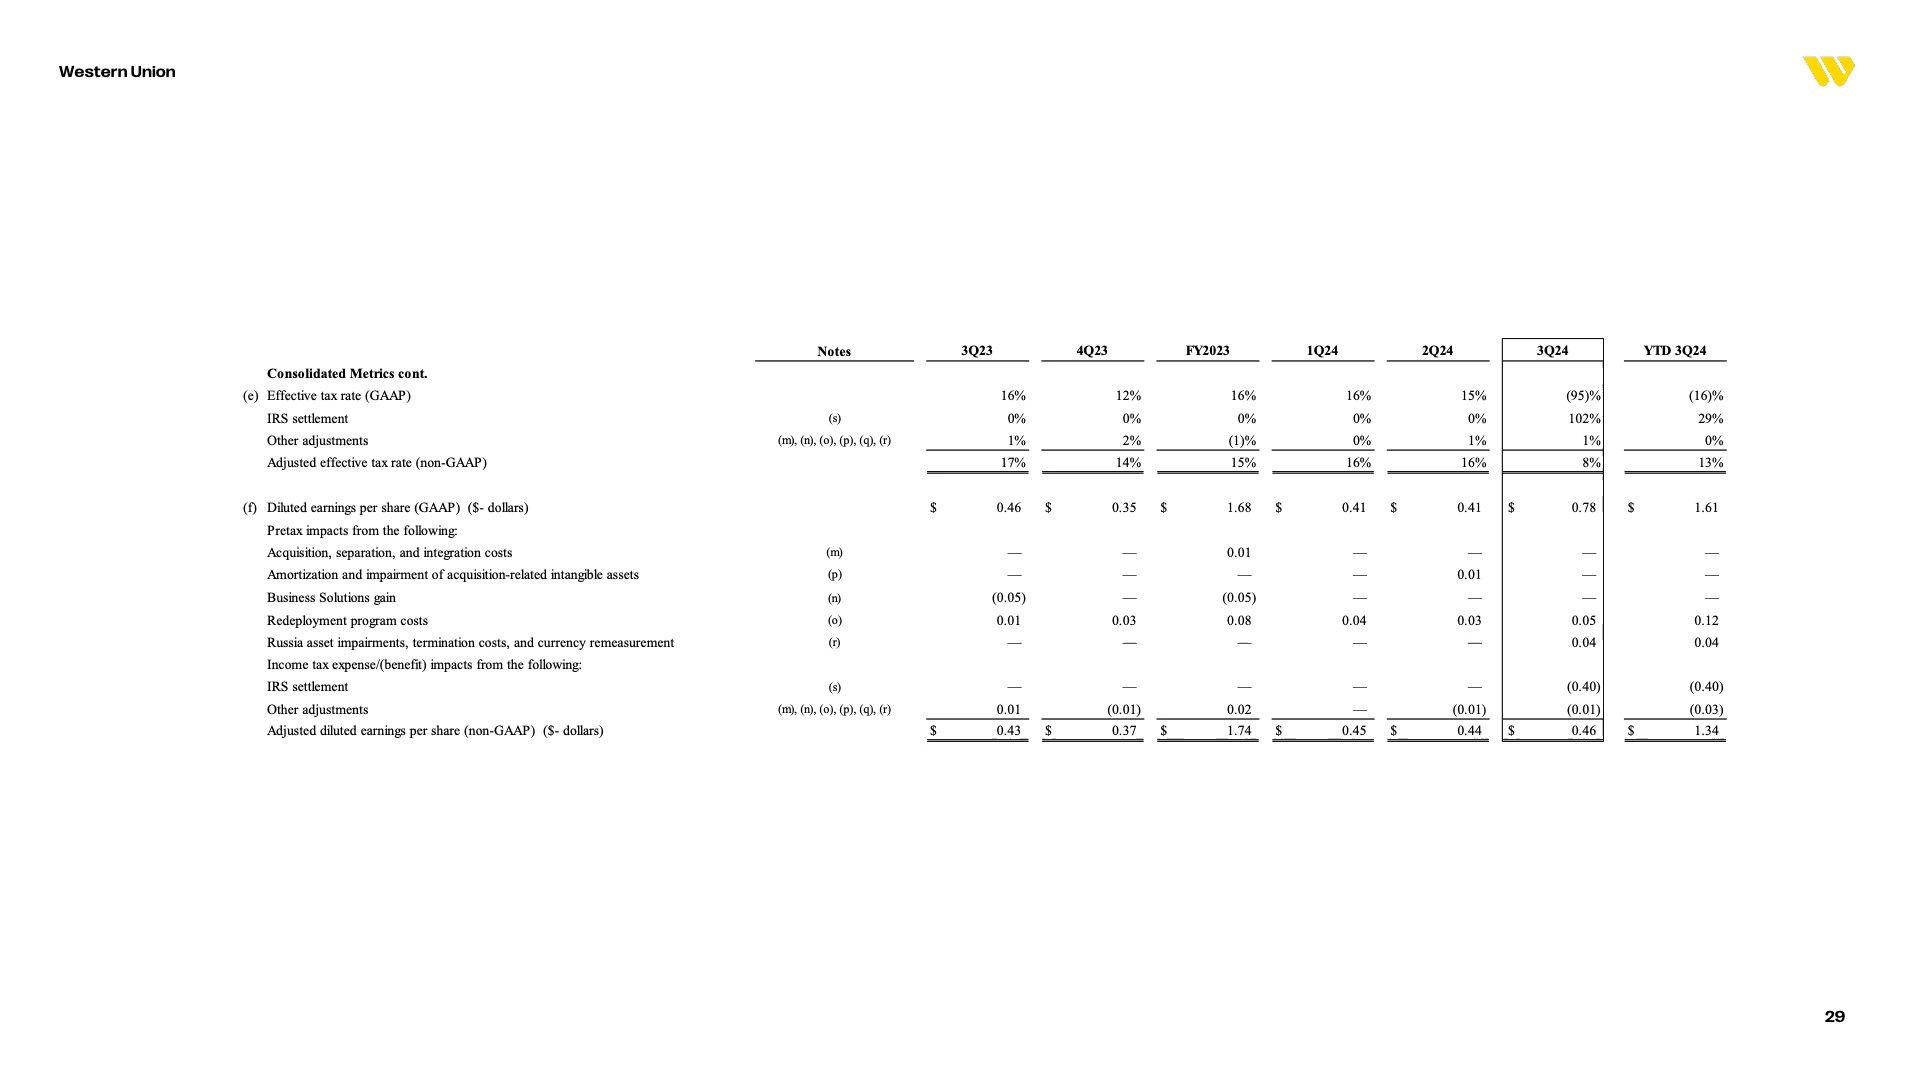 Western Union
Notes 3Q23 4Q23 FY2023 1Q24 2Q24 3Q24 YTD 3Q24
Consolidated Metrics cont.
(e) Effective tax rate (GAAP) 16% 12% 16% 16% 15% (95)% (16)%
IRS settlement (s) 0% 0% 0% 0% 0% 102% 29%
Other adjustments (m), (n), (o), (p), (q), (r) 1% 2% (1)% 0% 1% 1% 0%
Adjusted effective tax rate (non-GAAP) 17% 14% 15% 16% 16% 8% 13%
(f) Diluted earnings per share (GAAP) ($- dollars) $ 0.46 $ 0.35 $ 1.68 $ 0.41 $ 0.41 $ 0.78 $ 1.61
Pretax impacts from the following:
Acquisition, separation, and integration costs (m) — — 0.01 — — — —
Amortization and impairment of acquisition-related intangible assets (p) — — — — 0.01 — —
Business Solutions gain (n) (0.05) — (0.05) — — — —
Redeployment program costs (o) 0.01 0.03 0.08 0.04 0.03 0.05 0.12
Russia asset impairments, termination costs, and currency remeasurement (r) — — — — — 0.04 0.04
Income tax expense/(benefit) impacts from the following:
IRS settlement (s) — — — — — (0.40) (0.40)
Other adjustments (m), (n), (o), (p), (q), (r) 0.01 (0.01) 0.02 — (0.01) (0.01) (0.03)
Adjusted diluted earnings per share (non-GAAP) ($- dollars) $ 0.43 $ 0.37 $ 1.74 $ 0.45 $ 0.44 $ 0.46 $ 1.34
29